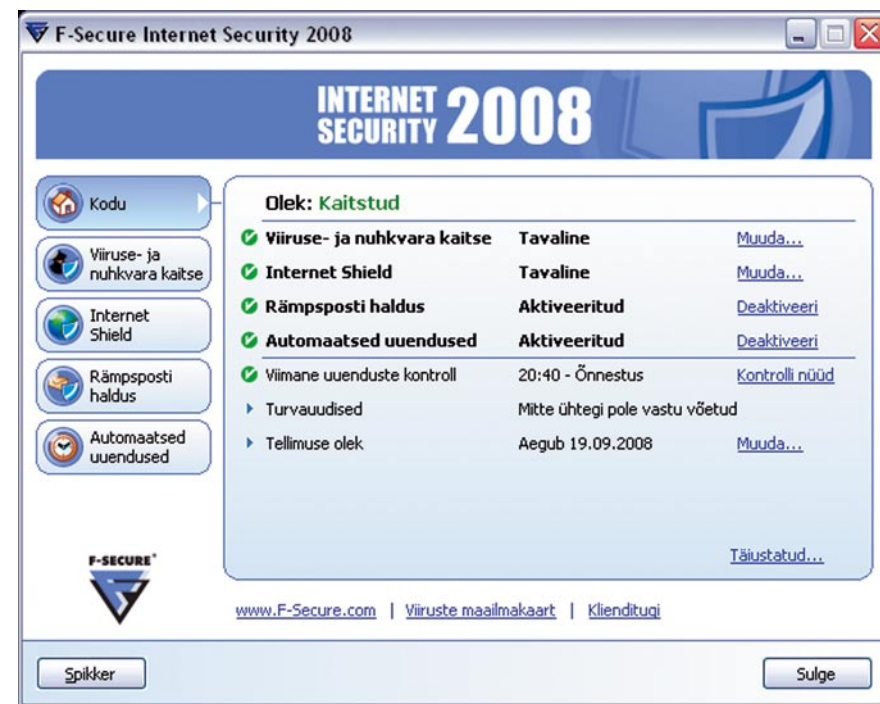 F-Secure Internet Security 2008
INTERNET
SECURITY 2008
Kodu
Viiruse- ja
nuhkvara kaitse
Internet
Shield
Rämpsposti
haldus
Automaatsed
uuendused
F-SECURE
Olek: Kaitstud
Viiruse- ja nuhkvara kaitse Tavaline Muuda...
Internet Shield Tavaline Muuda...
Rämpsposti haldus Aktiveeritud Deaktiveeri
Automaatsed uuendused Aktiveeritud Deaktiveeri
Viimane uuenduste kontroll 20:40 - Õnnestus Kontrolli nüüd
Turvauudised Mitte ühtegi pole vastu võetud
Tellimuse olek Aegub 19.09.2008 Muuda...
Täiustatud...
www.F-Secure.com | Viiruste maailmakaart | Klienditugi
Spikker Sulge